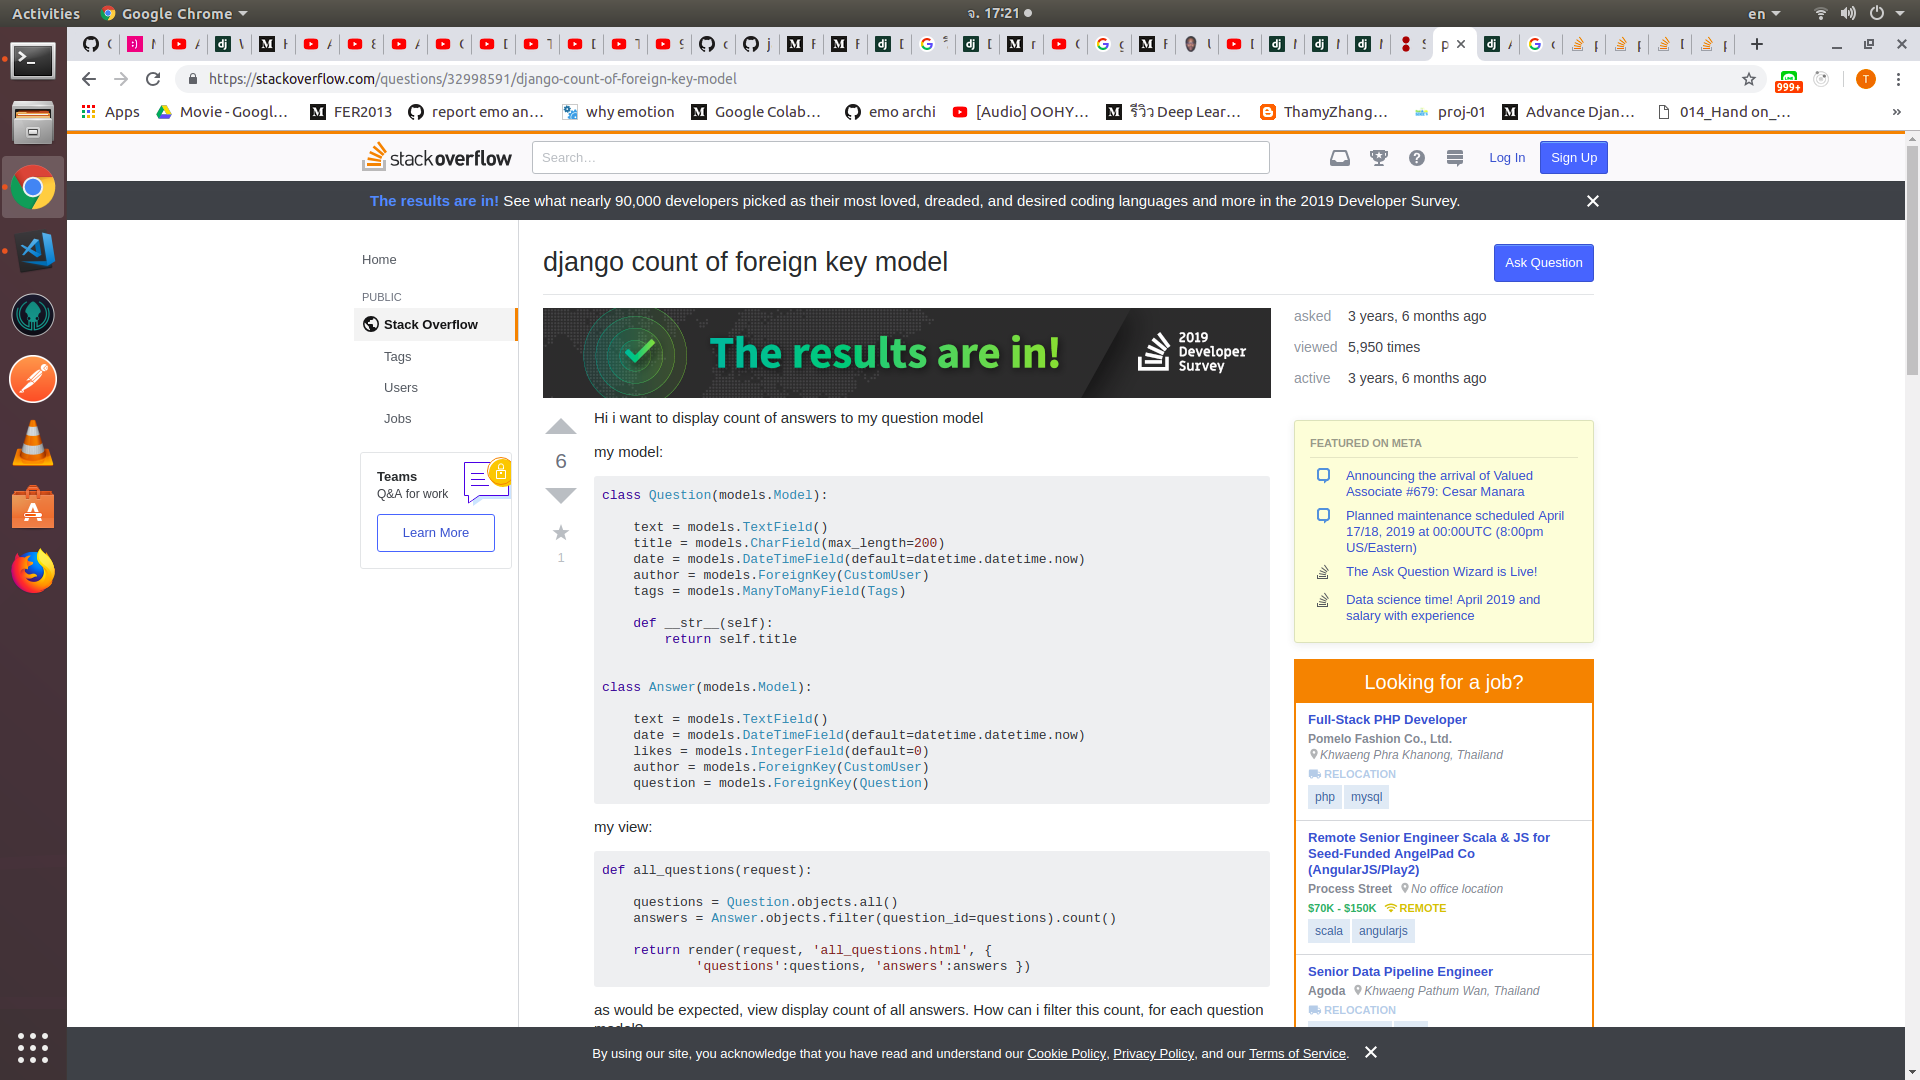 Activities
Google Chrome
จ. 17:21
en
https://stackoverflow.com/questions/32998591/django-count-of-foreign-key-model
999+
T
Apps
Movie - Googl...
FER2013
report emo an...
why emotion
Google Colab...
emo archi
[Audio] OOHY...
รีวิว Deep Lear...
ThamyZhang...
proj-01
Advance Djan...
014_Hand on_...
»
stackoverflow
Search...
Log In
Sign Up
The results are in! See what nearly 90,000 developers picked as their most loved, dreaded, and desired coding languages and more in the 2019 Developer Survey.
Home
PUBLIC
Stack Overflow
Tags
Users
Jobs
Teams
Q&A for work
Learn More
django count of foreign key model
Ask Question
The results are in!
2019
Developer
Survey
asked 3 years, 6 months ago
viewed 5,950 times
active 3 years, 6 months ago
6
1
Hi i want to display count of answers to my question model
my model:
class Question(models.Model):
    text = models.TextField()
    title = models.CharField(max_length=200)
    date = models.DateTimeField(default=datetime.datetime.now)
    author = models.ForeignKey(CustomUser)
    tags = models.ManyToManyField(Tags)
    def __str__(self):
        return self.title
class Answer(models.Model):
    text = models.TextField()
    date = models.DateTimeField(default=datetime.datetime.now)
    likes = models.IntegerField(default=0)
    author = models.ForeignKey(CustomUser)
    question = models.ForeignKey(Question)
my view:
def all_questions(request):
    questions = Question.objects.all()
    answers = Answer.objects.filter(question_id=questions).count()
    return render(request, 'all_questions.html', {
            'questions':questions, 'answers':answers })
as would be expected, view display count of all answers. How can i filter this count, for each question
FEATURED ON META
Announcing the arrival of Valued
Associate #679: Cesar Manara
Planned maintenance scheduled April
17/18, 2019 at 00:00UTC (8:00pm
US/Eastern)
The Ask Question Wizard is Live!
Data science time! April 2019 and
salary with experience
Looking for a job?
Full-Stack PHP Developer
Pomelo Fashion Co., Ltd.
Khwaeng Phra Khanong, Thailand
RELOCATION
php mysql
Remote Senior Engineer Scala & JS for
Seed-Funded AngelPad Co
(AngularJS/Play2)
Process Street No office location
$70K - $150K REMOTE
scala angularjs
Senior Data Pipeline Engineer
Agoda Khwaeng Pathum Wan, Thailand
RELOCATION
By using our site, you acknowledge that you have read and understand our Cookie Policy, Privacy Policy, and our Terms of Service.